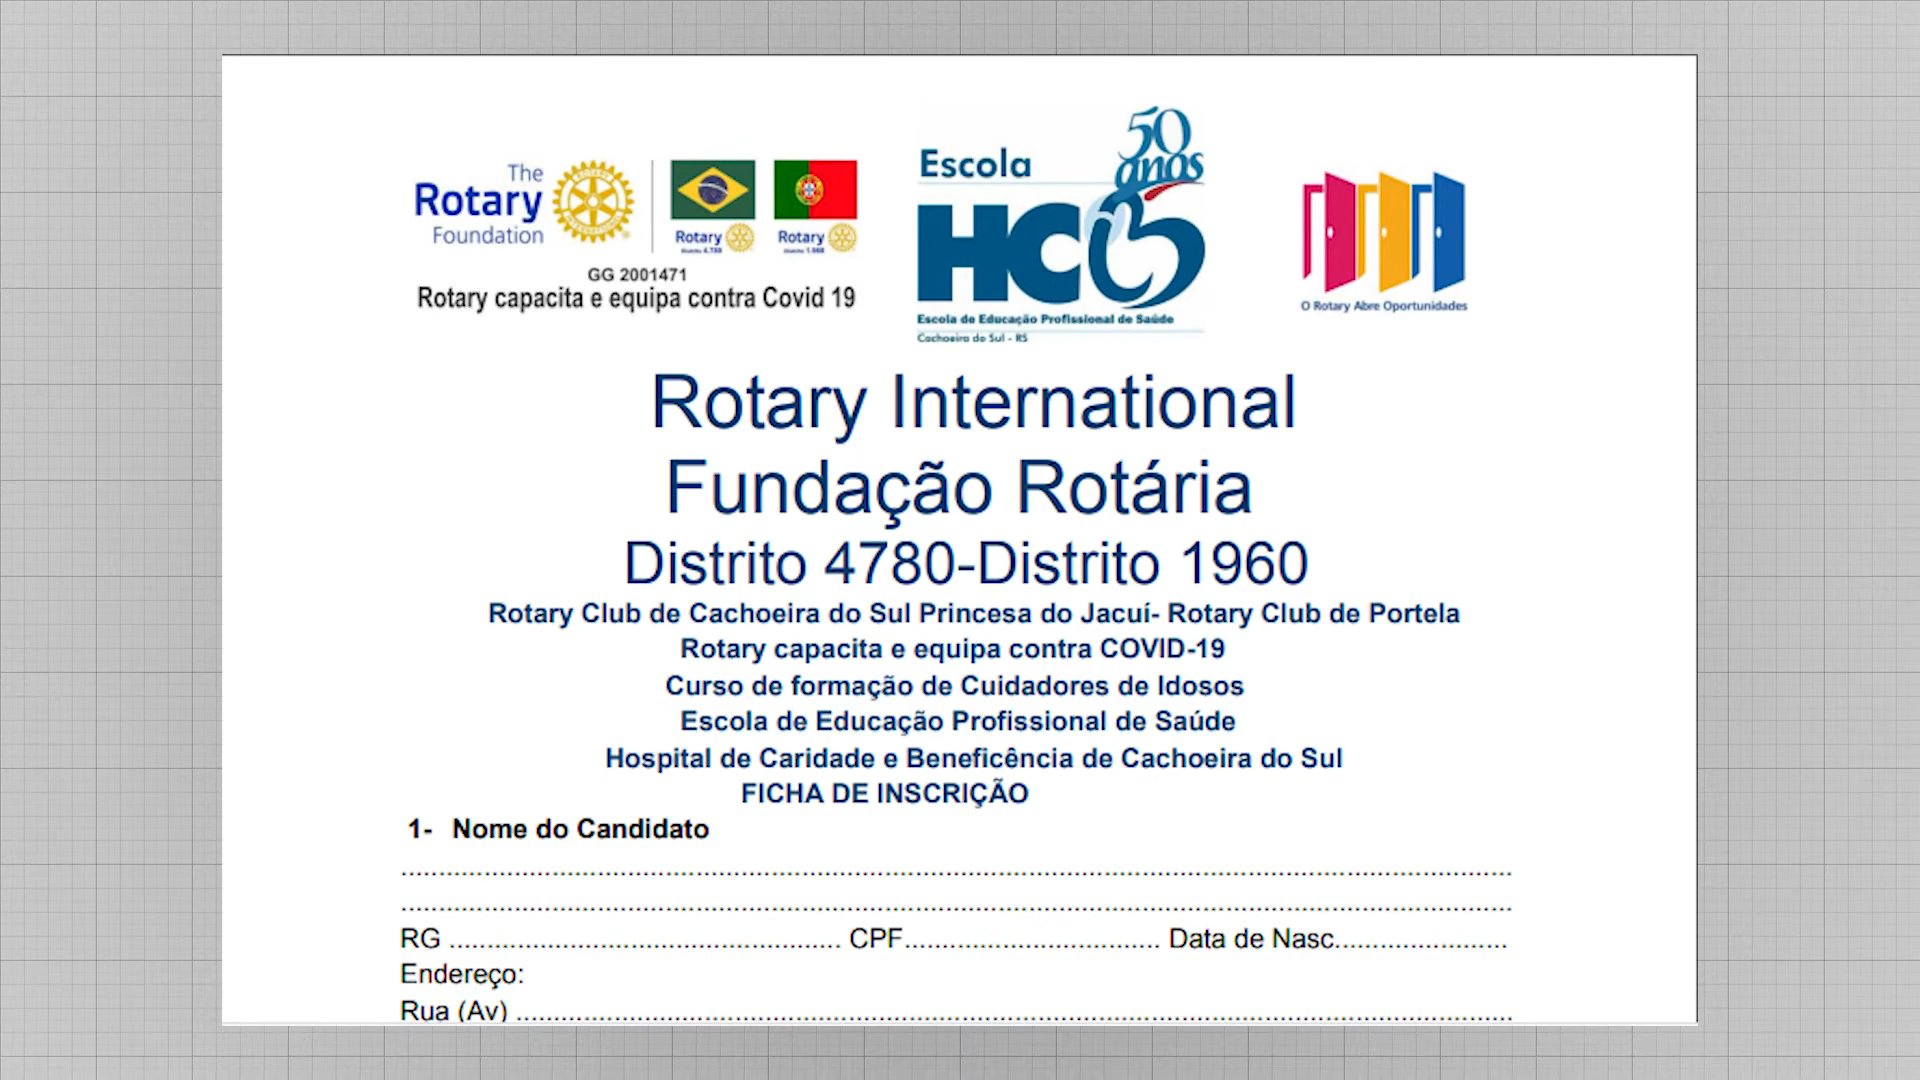 The
Rotary
Foundation
Rotary
Rotary
GG 2001471
Rotary capacita e equipa contra Covid 19
50
anos
Escola
HCB
Escola de Educação Profissional de Saúde
Cachoeira do Sul - RS
O Rotary Abre Oportunidades
Rotary International
Fundação Rotária
Distrito 4780-Distrito 1960
Rotary Club de Cachoeira do Sul Princesa do Jacuí- Rotary Club de Portela
Rotary capacita e equipa contra COVID-19
Curso de formação de Cuidadores de Idosos
Escola de Educação Profissional de Saúde
Hospital de Caridade e Beneficência de Cachoeira do Sul
FICHA DE INSCRIÇÃO
1- Nome do Candidato
RG ........................................ CPF.................................. Data de Nasc.......................
Endereço:
Rua (Av) ....................................................................................................